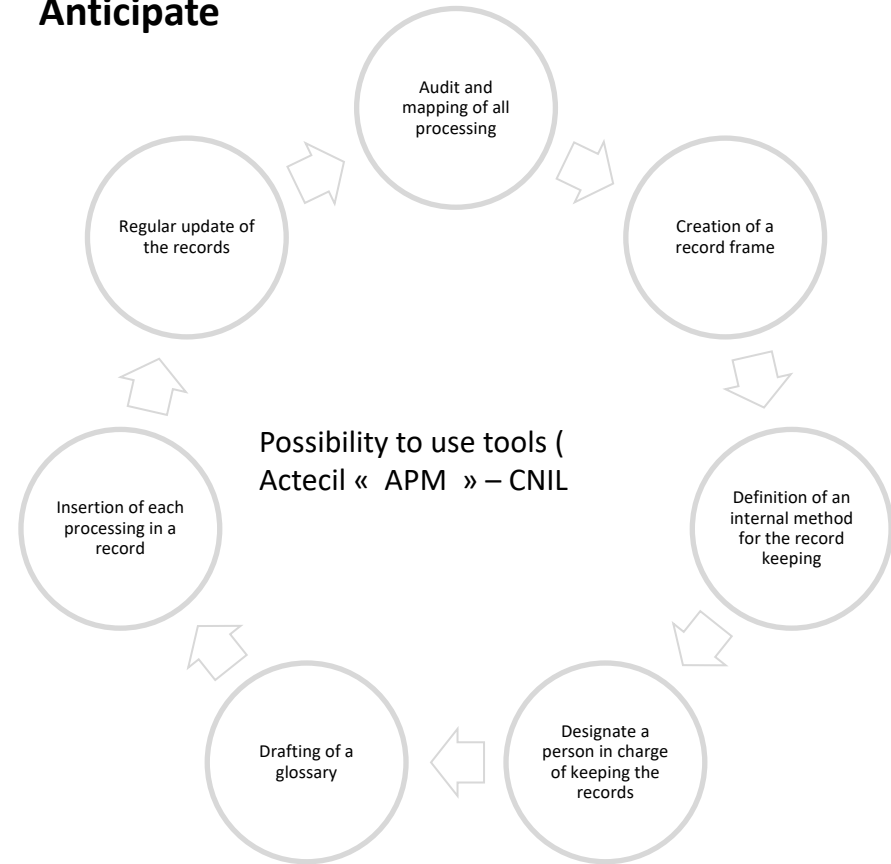 Anticipate
Audit and
mapping of all
processing
Creation of a
record frame
Definition of an
internal method
for the record
keeping
Designate a
person in charge
of keeping the
records
Drafting of a
glossary
Insertion of each
processing in a
record
Regular update of
the records
Possibility to use tools (
Actecil «  APM  » – CNIL